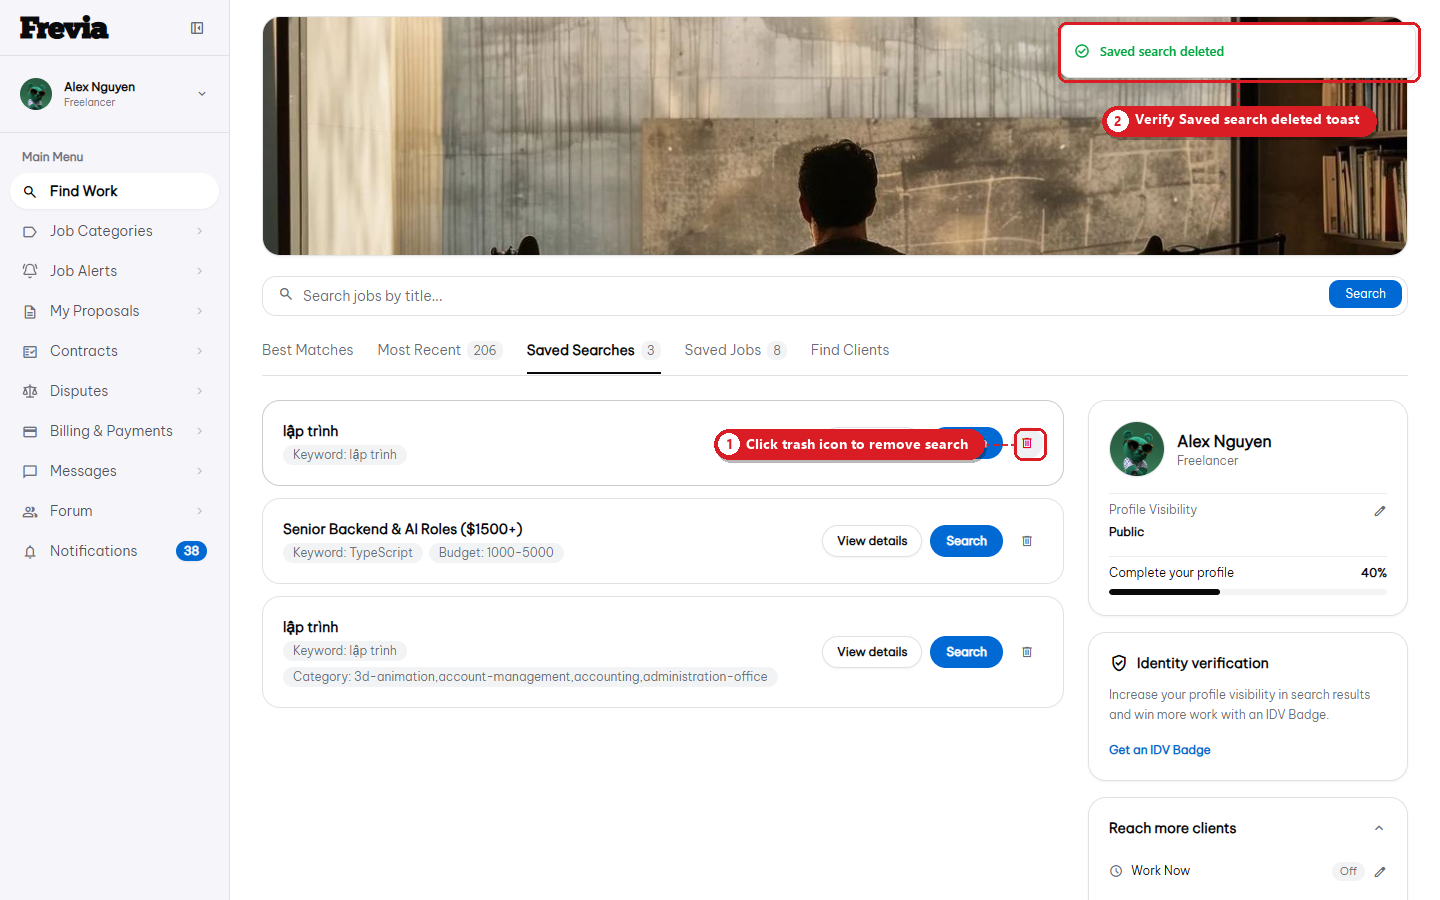 Frevia
Alex Nguyen
Freelancer
Main Menu
Find Work
Job Categories
Job Alerts
My Proposals
Contracts
Disputes
Billing & Payments
Messages
Forum
Notifications 38
Saved search deleted
2 Verify Saved search deleted toast
Search jobs by title...
Search
Best Matches Most Recent 206 Saved Searches 3 Saved Jobs 8 Find Clients
lập trình
Keyword: lập trình
1 Click trash icon to remove search
Senior Backend & AI Roles ($1500+)
Keyword: TypeScript Budget: 1000-5000
View details Search
lập trình
Keyword: lập trình
Category: 3d-animation,account-management,accounting,administration-office
View details Search
Alex Nguyen
Freelancer
Profile Visibility
Public
Complete your profile 40%
Identity verification
Increase your profile visibility in search results
and win more work with an IDV Badge.
Get an IDV Badge
Reach more clients
Work Now Off